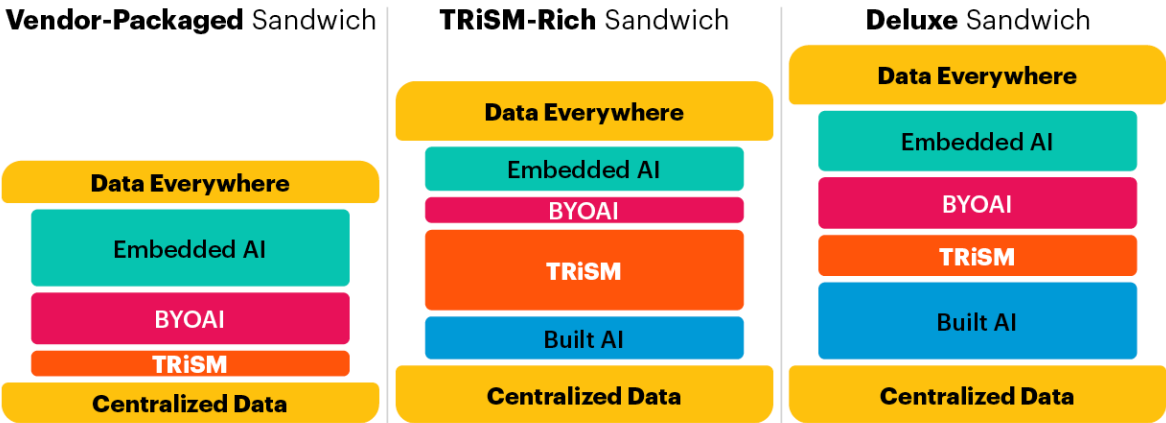 Vendor-Packaged Sandwich
Data Everywhere
Embedded AI
BYOAI
TRiSM
Centralized Data
TRiSM-Rich Sandwich
Data Everywhere
Embedded AI
BYOAI
TRiSM
Built AI
Centralized Data
Deluxe Sandwich
Data Everywhere
Embedded AI
BYOAI
TRiSM
Built AI
Centralized Data